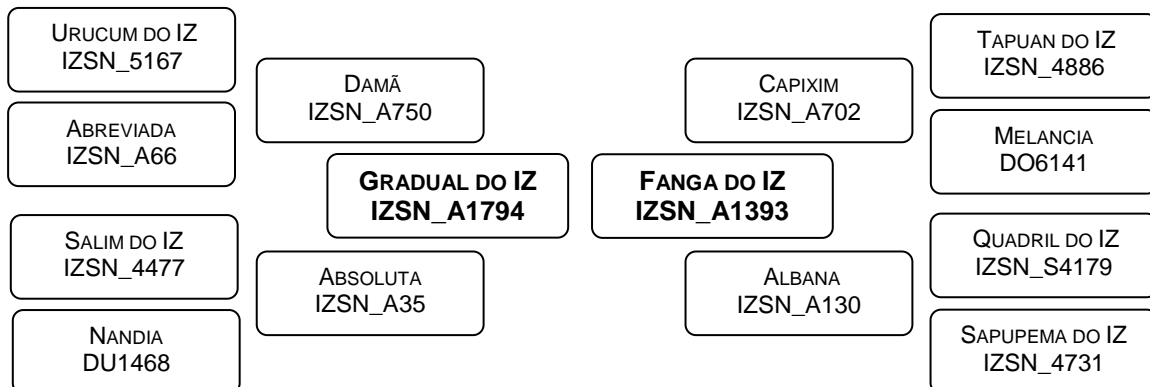 URUCUM DO IZ
IZSN_5167
ABREVIADA
IZSN_A66
SALIM DO IZ
IZSN_4477
NANDIA
DU1468
DAMÃ
IZSN_A750
ABSOLUTA
IZSN_A35
GRADUAL DO IZ
IZSN_A1794
FANGA DO IZ
IZSN_A1393
CAPIXIM
IZSN_A702
ALBANA
IZSN_A130
TAPUAN DO IZ
IZSN_4886
MELANCIA
DO6141
QUADRIL DO IZ
IZSN_S4179
SAPUPEMA DO IZ
IZSN_4731